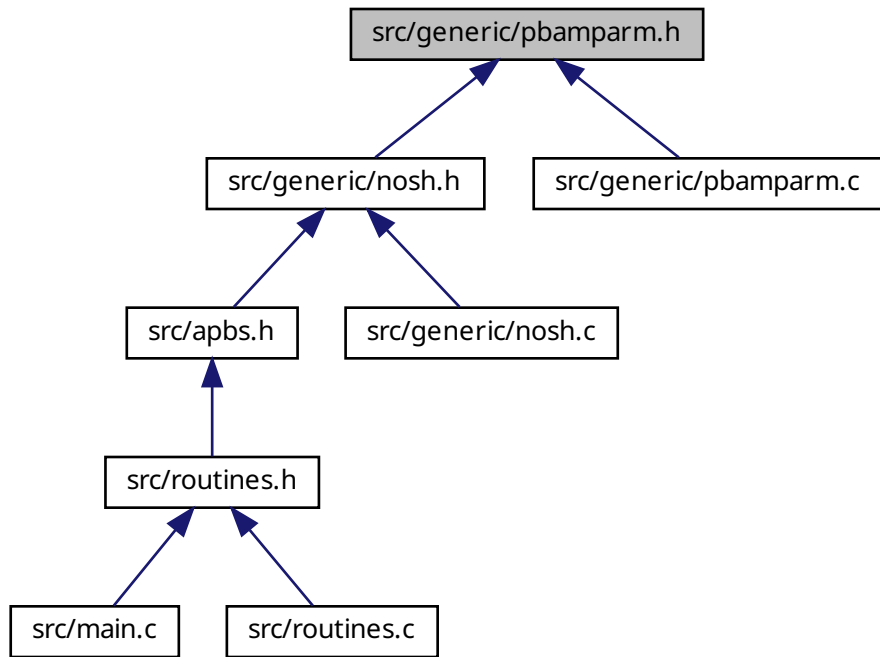 src/generic/pbamparm.h
src/generic/nosh.h
src/generic/pbamparm.c
src/apbs.h
src/generic/nosh.c
src/routines.h
src/main.c
src/routines.c